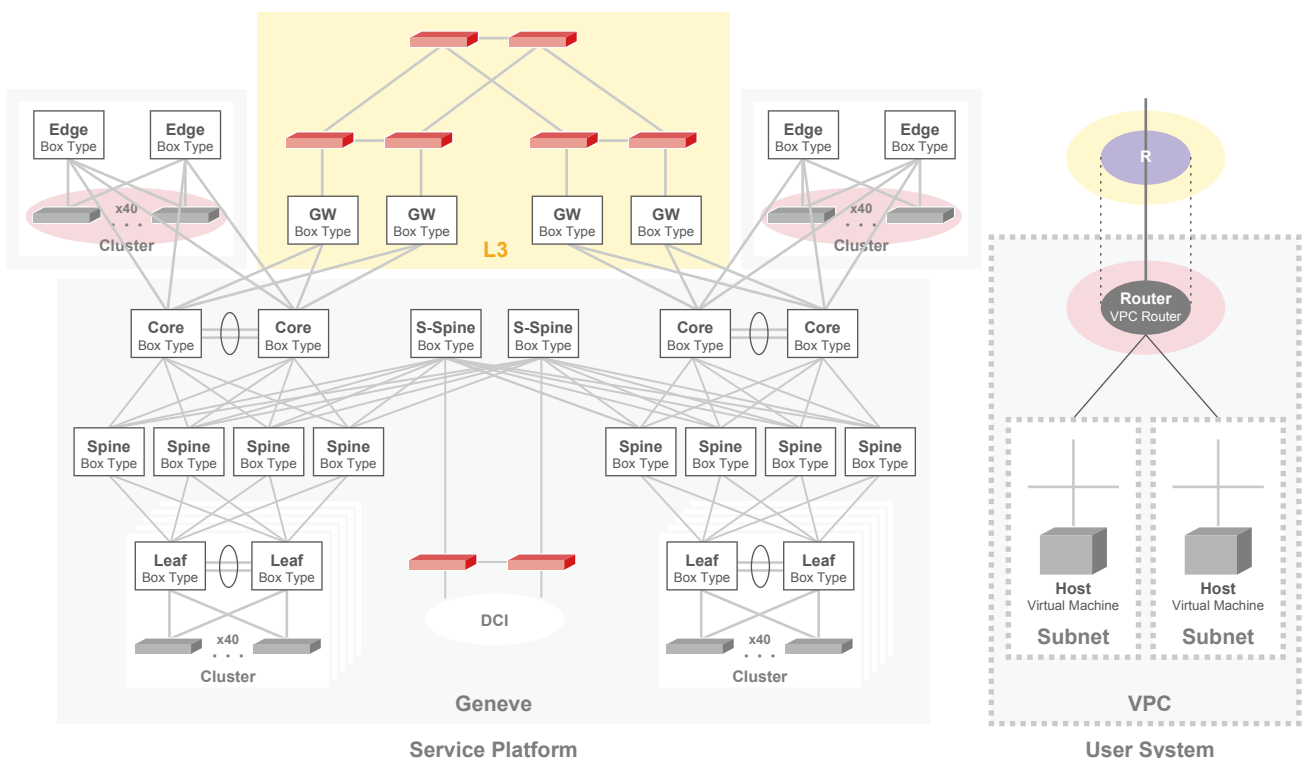 Edge
Box Type
Edge
Box Type
x40
. . .
Cluster
GW
Box Type
GW
Box Type
GW
Box Type
GW
Box Type
L3
Edge
Box Type
Edge
Box Type
x40
. . .
Cluster
Core
Box Type
Core
Box Type
S-Spine
Box Type
S-Spine
Box Type
Core
Box Type
Core
Box Type
Spine
Box Type
Spine
Box Type
Spine
Box Type
Spine
Box Type
Spine
Box Type
Spine
Box Type
Spine
Box Type
Spine
Box Type
Leaf
Box Type
Leaf
Box Type
x40
. . .
Cluster
DCI
Leaf
Box Type
Leaf
Box Type
x40
. . .
Cluster
Geneve
Service Platform
R
Router
VPC Router
Host
Virtual Machine
Subnet
Host
Virtual Machine
Subnet
VPC
User System